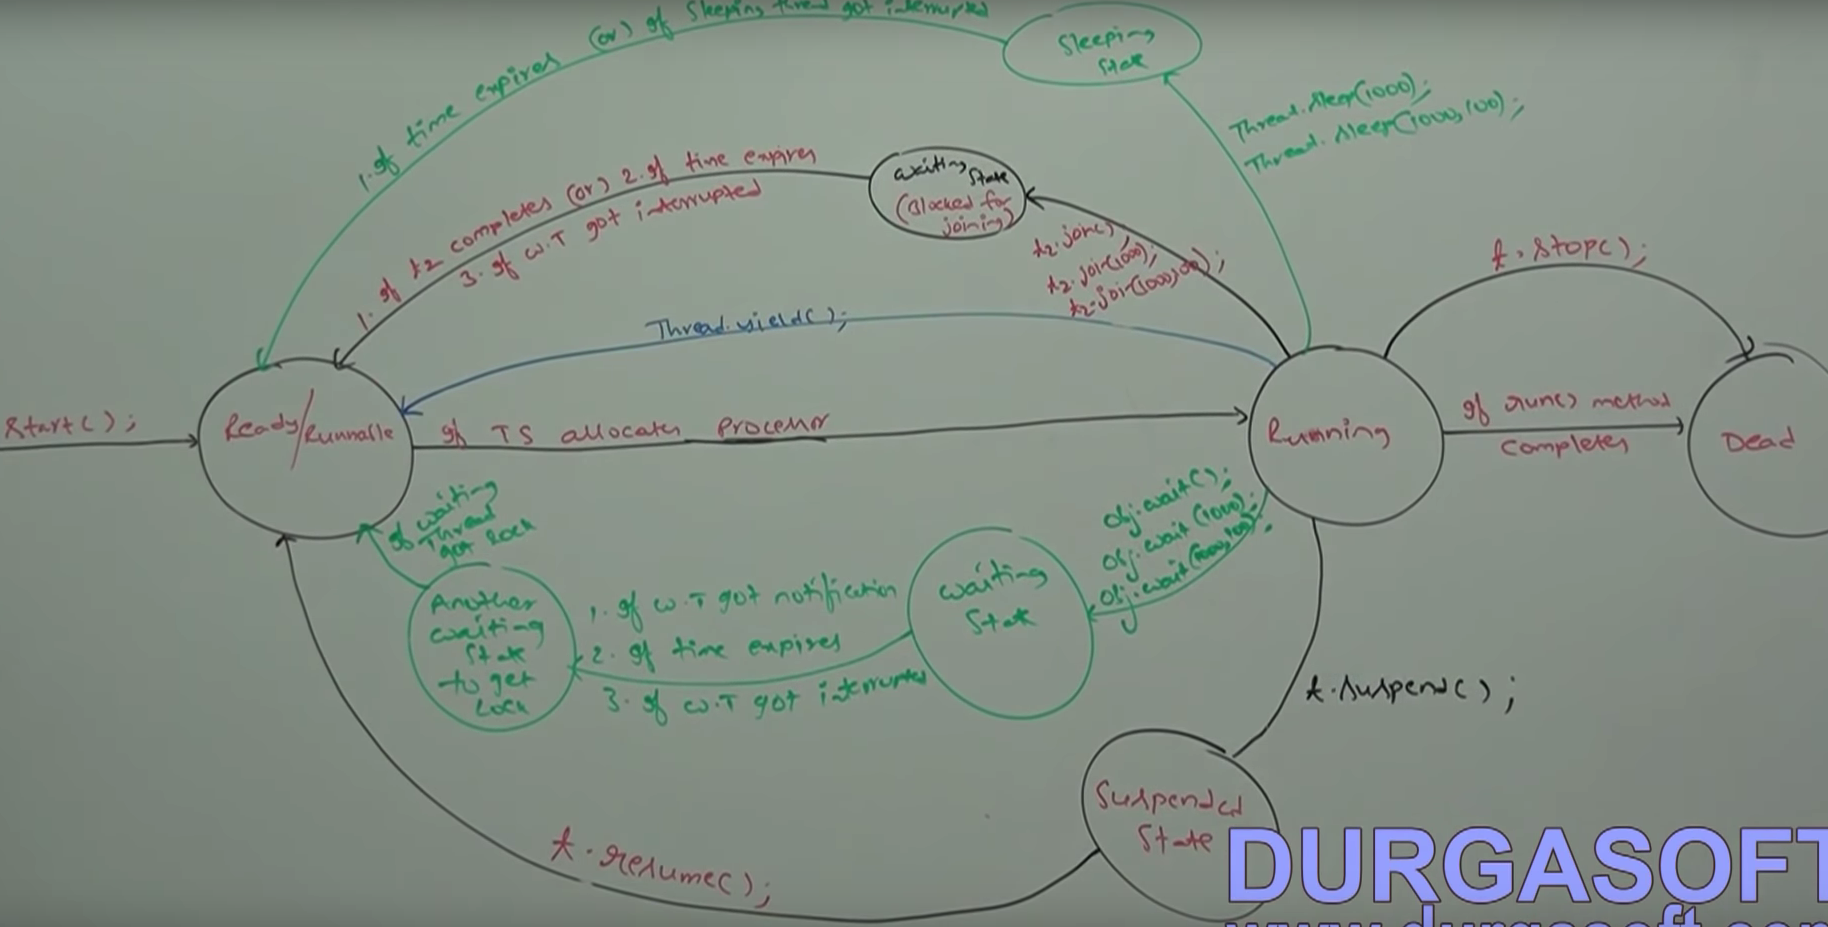 1. If time expires (or) If Sleeping thread got interrupted
Sleeping
State
Thread.sleep(1000);
Thread.sleep(1000,100);
1. If t2 completes (or) 2. If time expires
3. If W.T got interrupted
waiting
State
(Blocked for
joining)
t2.join();
t2.join(1000);
t2.join(1000,100);
t.stop();
Thread.yield();
Start();
Ready/Runnable
If TS allocates processor
Running
If run() method
completes
Dead
If waiting
Thread
got Lock
obj.wait();
obj.wait(1000);
obj.wait(1000,100);
Another
waiting
State
to get
Lock
1. If W.T got notification
2. If time expires
3. If W.T got interrupted
waiting
State
t.suspend();
Suspended
State
t.resume();
DURGASOFT
www.durgasoft.com